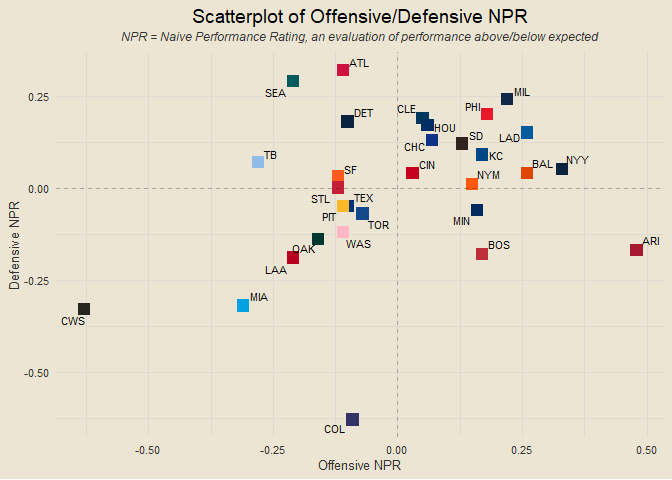 Scatterplot of Offensive/Defensive NPR
NPR = Naive Performance Rating, an evaluation of performance above/below expected
ATL
SEA
MIL
DET
CLE
PHI
HOU
SD
LAD
CHC
KC
TB
CIN
BAL
NYY
SF
NYM
STL
TEX
PIT
TOR
MIN
WAS
OAK
BOS
ARI
LAA
MIA
CWS
COL
0.25
0.00
-0.25
-0.50
Defensive NPR
-0.50
-0.25
0.00
0.25
0.50
Offensive NPR